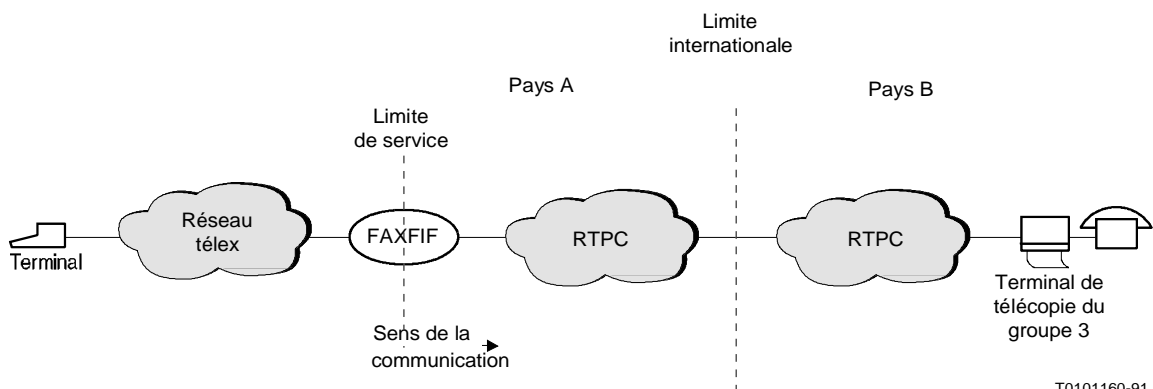 Limite
internationale
Pays A
Pays B
Limite
de service
Réseau
télex
FAXFIF
RTPC
RTPC
Terminal
Terminal de
télécopie du
groupe 3
Sens de la
communication
T0101160-91